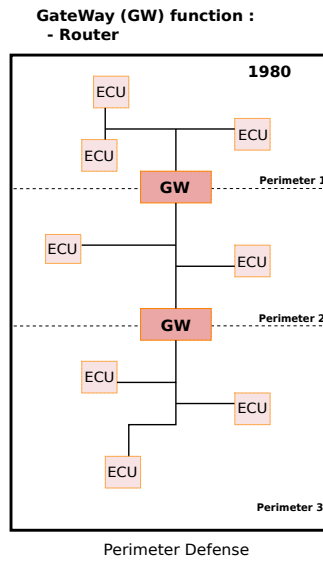 GateWay (GW) function :
- Router
1980
ECU
ECU
ECU
Perimeter 1
GW
ECU
ECU
Perimeter 2
GW
ECU
ECU
ECU
Perimeter 3
Perimeter Defense